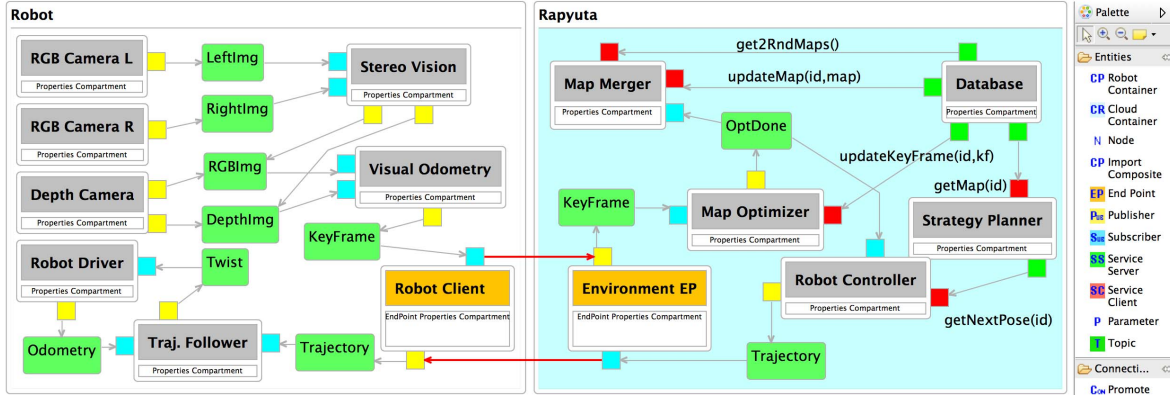 Robot
RGB Camera L
Properties Compartment
LeftImg
Stereo Vision
Properties Compartment
RGB Camera R
Properties Compartment
RightImg
RGBImg
Visual Odometry
Properties Compartment
Depth Camera
Properties Compartment
DepthImg
KeyFrame
Robot Driver
Properties Compartment
Twist
Robot Client
EndPoint Properties Compartment
Odometry
Traj. Follower
Properties Compartment
Trajectory
Rapyuta
get2RndMaps()
Map Merger
Properties Compartment
updateMap(id,map)
Database
Properties Compartment
OptDone
updateKeyFrame(id,kf)
getMap(id)
KeyFrame
Map Optimizer
Properties Compartment
Strategy Planner
Properties Compartment
Environment EP
EndPoint Properties Compartment
Robot Controller
Properties Compartment
getNextPose(id)
Trajectory
Palette
Entities
CP Robot
Container
CR Cloud
Container
N Node
CP Import
Composite
EP End Point
PUB Publisher
SUB Subscriber
SS Service
Server
SC Service
Client
P Parameter
T Topic
Connecti...
CON Promote